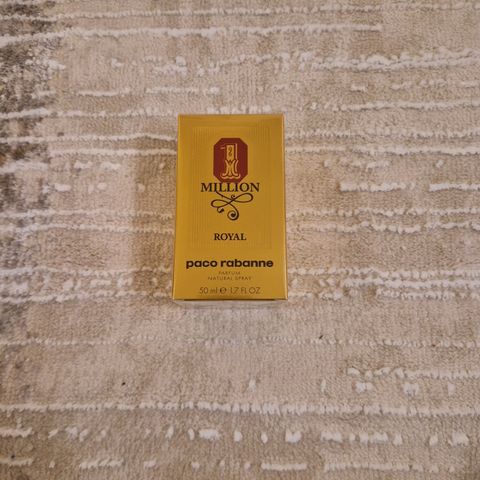 1
MILLION
ROYAL
paco rabanne
PARFUM
NATURAL SPRAY
50 ml ℮ 1.7 FL OZ